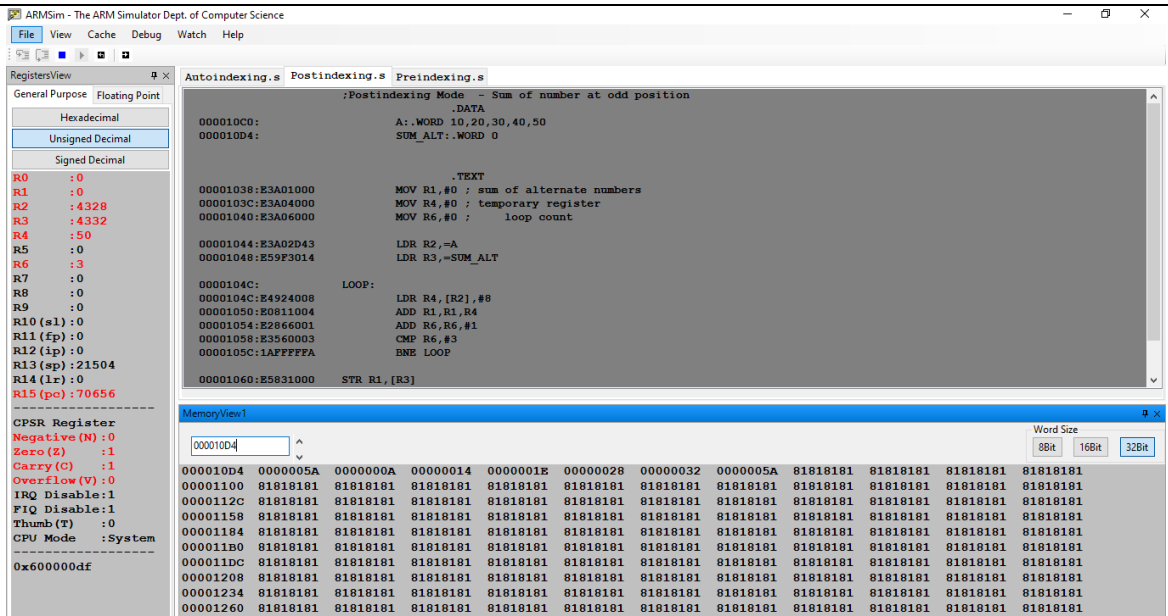 ARMSim - The ARM Simulator Dept. of Computer Science
File View Cache Debug Watch Help
RegistersView
General Purpose Floating Point
Hexadecimal
Unsigned Decimal
Signed Decimal
R0 :0
R1 :0
R2 :4328
R3 :4332
R4 :50
R5 :0
R6 :3
R7 :0
R8 :0
R9 :0
R10(sl):0
R11(fp):0
R12(ip):0
R13(sp):21504
R14(lr):0
R15(pc):70656
-------------------
CPSR Register
Negative(N):0
Zero(Z) :1
Carry(C) :1
Overflow(V):0
IRQ Disable:1
FIQ Disable:1
Thumb(T) :0
CPU Mode :System
-------------------
0x600000df
Autoindexing.s Postindexing.s Preindexing.s
;Postindexing Mode - Sum of number at odd position
.DATA
000010C0: A:.WORD 10,20,30,40,50
000010D4: SUM_ALT:.WORD 0
.TEXT
00001038:E3A01000 MOV R1,#0 ; sum of alternate numbers
0000103C:E3A04000 MOV R4,#0 ; temporary register
00001040:E3A06000 MOV R6,#0 ; loop count
00001044:E3A02D43 LDR R2,=A
00001048:E59F3014 LDR R3,=SUM_ALT
0000104C: LOOP:
0000104C:E4924008 LDR R4,[R2],#8
00001050:E0811004 ADD R1,R1,R4
00001054:E2866001 ADD R6,R6,#1
00001058:E3560003 CMP R6,#3
0000105C:1AFFFFFA BNE LOOP
00001060:E5831000 STR R1,[R3]
MemoryView1
000010D4
Word Size
8Bit 16Bit 32Bit
000010D4 0000005A 0000000A 00000014 0000001E 00000028 00000032 0000005A 81818181 81818181 81818181 81818181
00001100 81818181 81818181 81818181 81818181 81818181 81818181 81818181 81818181 81818181 81818181 81818181
0000112C 81818181 81818181 81818181 81818181 81818181 81818181 81818181 81818181 81818181 81818181 81818181
00001158 81818181 81818181 81818181 81818181 81818181 81818181 81818181 81818181 81818181 81818181 81818181
00001184 81818181 81818181 81818181 81818181 81818181 81818181 81818181 81818181 81818181 81818181 81818181
000011B0 81818181 81818181 81818181 81818181 81818181 81818181 81818181 81818181 81818181 81818181 81818181
000011DC 81818181 81818181 81818181 81818181 81818181 81818181 81818181 81818181 81818181 81818181 81818181
00001208 81818181 81818181 81818181 81818181 81818181 81818181 81818181 81818181 81818181 81818181 81818181
00001234 81818181 81818181 81818181 81818181 81818181 81818181 81818181 81818181 81818181 81818181 81818181
00001260 81818181 81818181 81818181 81818181 81818181 81818181 81818181 81818181 81818181 81818181 81818181